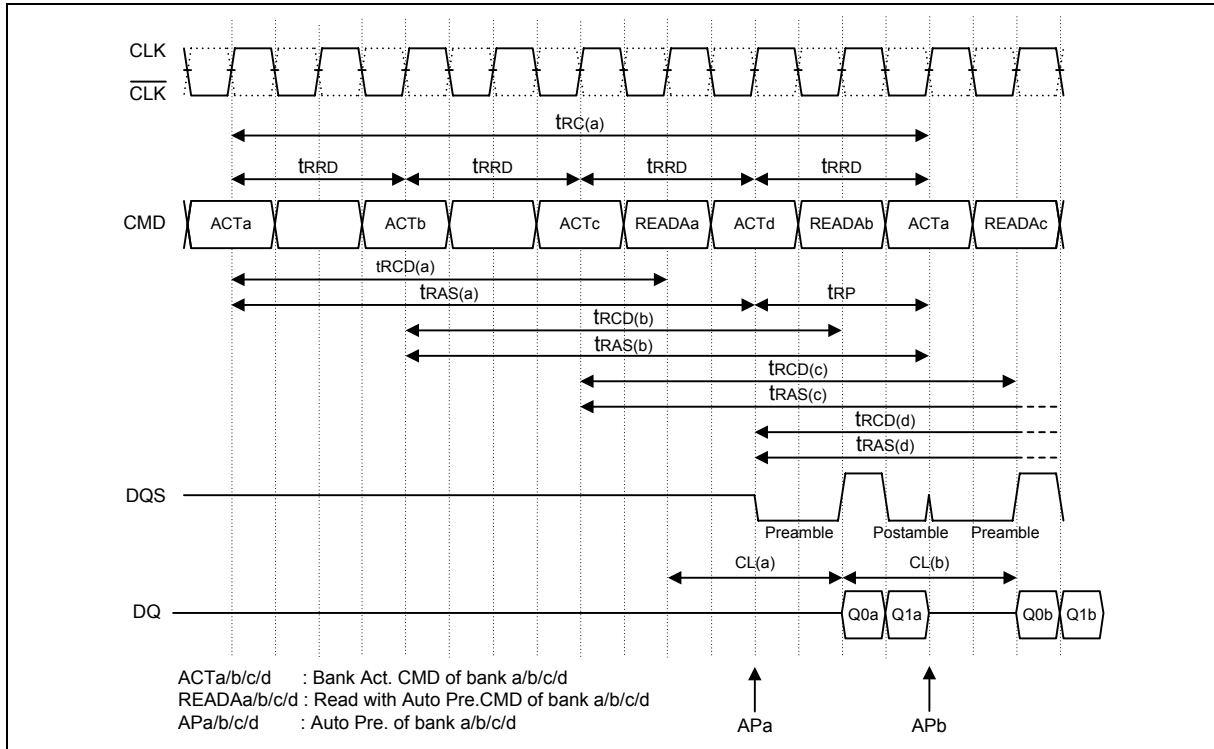 CLK
CLK
tRC(a)
tRRD tRRD tRRD tRRD
CMD ACTa ACTb ACTc READAa ACTd READAb ACTa READAc
tRCD(a)
tRAS(a) tRP
tRCD(b)
tRAS(b)
tRCD(c)
tRAS(c)
tRCD(d)
tRAS(d)
DQS
Preamble Postamble Preamble
CL(a) CL(b)
DQ Q0a Q1a Q0b Q1b
ACTa/b/c/d : Bank Act. CMD of bank a/b/c/d
READAa/b/c/d : Read with Auto Pre.CMD of bank a/b/c/d
APa/b/c/d : Auto Pre. of bank a/b/c/d
APa APb